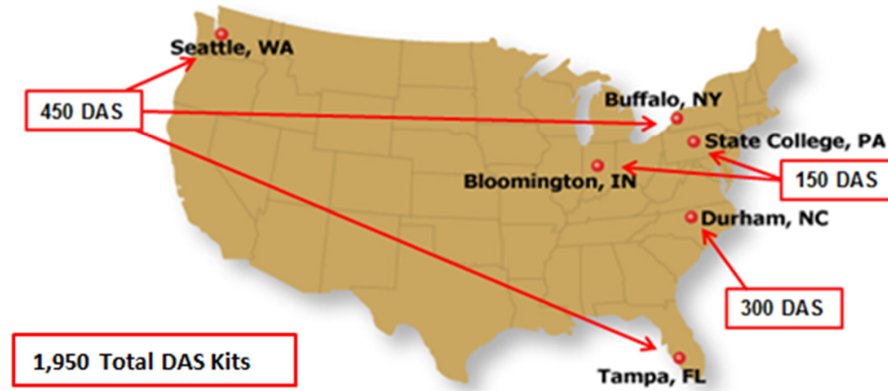 Seattle, WA
450 DAS
Buffalo, NY
State College, PA
Bloomington, IN
150 DAS
Durham, NC
300 DAS
1,950 Total DAS Kits
Tampa, FL